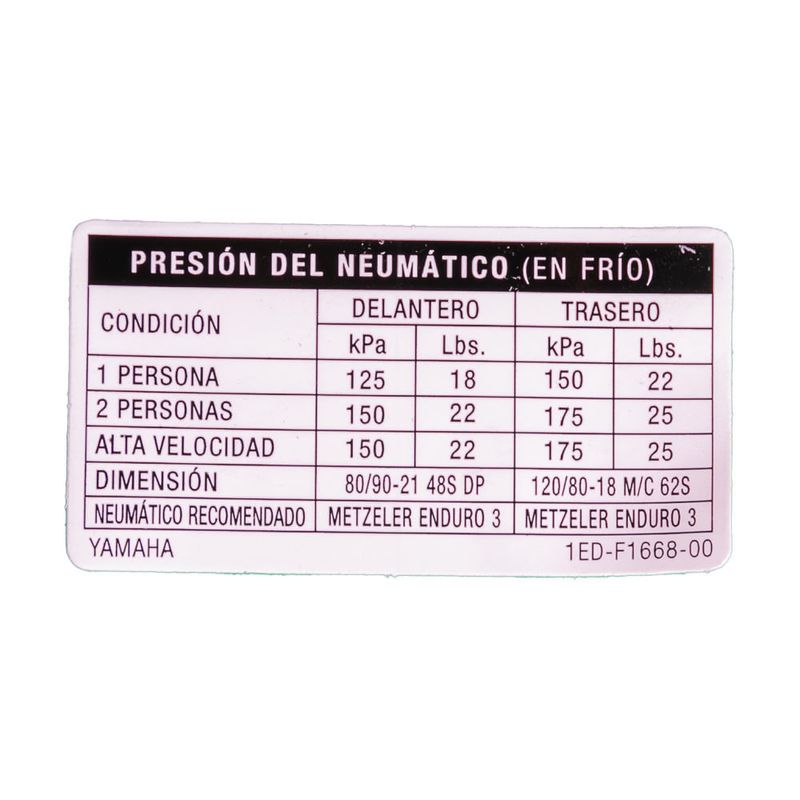 PRESIÓN DEL NEUMÁTICO (EN FRÍO)
CONDICIÓN DELANTERO TRASERO
kPa Lbs. kPa Lbs.
1 PERSONA 125 18 150 22
2 PERSONAS 150 22 175 25
ALTA VELOCIDAD 150 22 175 25
DIMENSIÓN 80/90-21 48S DP 120/80-18 M/C 62S
NEUMÁTICO RECOMENDADO METZELER ENDURO 3 METZELER ENDURO 3
YAMAHA 1ED-F1668-00